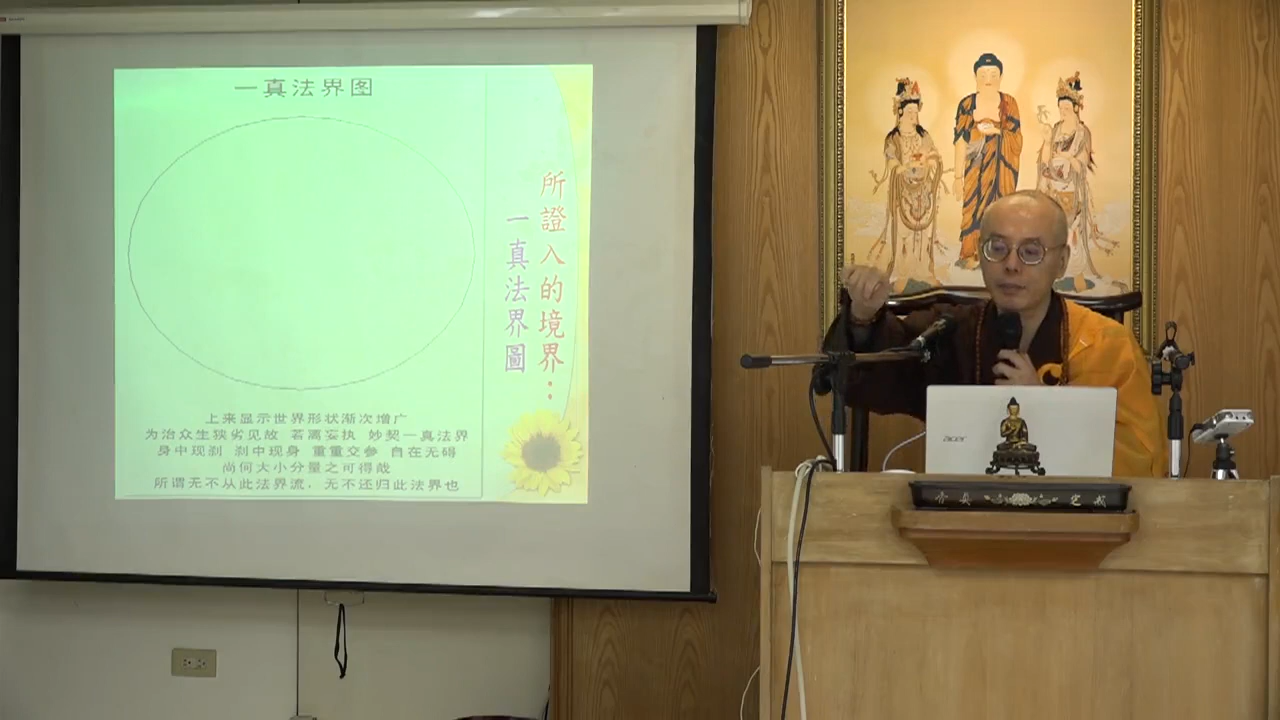 一真法界图
所證入的境界：
一真法界圖
上来显示世界形状渐次增广
为治众生狭劣见故 若离妄执 妙契一真法界
身中现刹 刹中现身 重重交参 自在无碍
尚何大小分量之可得哉
所谓无不从此法界流，无不还归此法界也
acer
香真 定戒